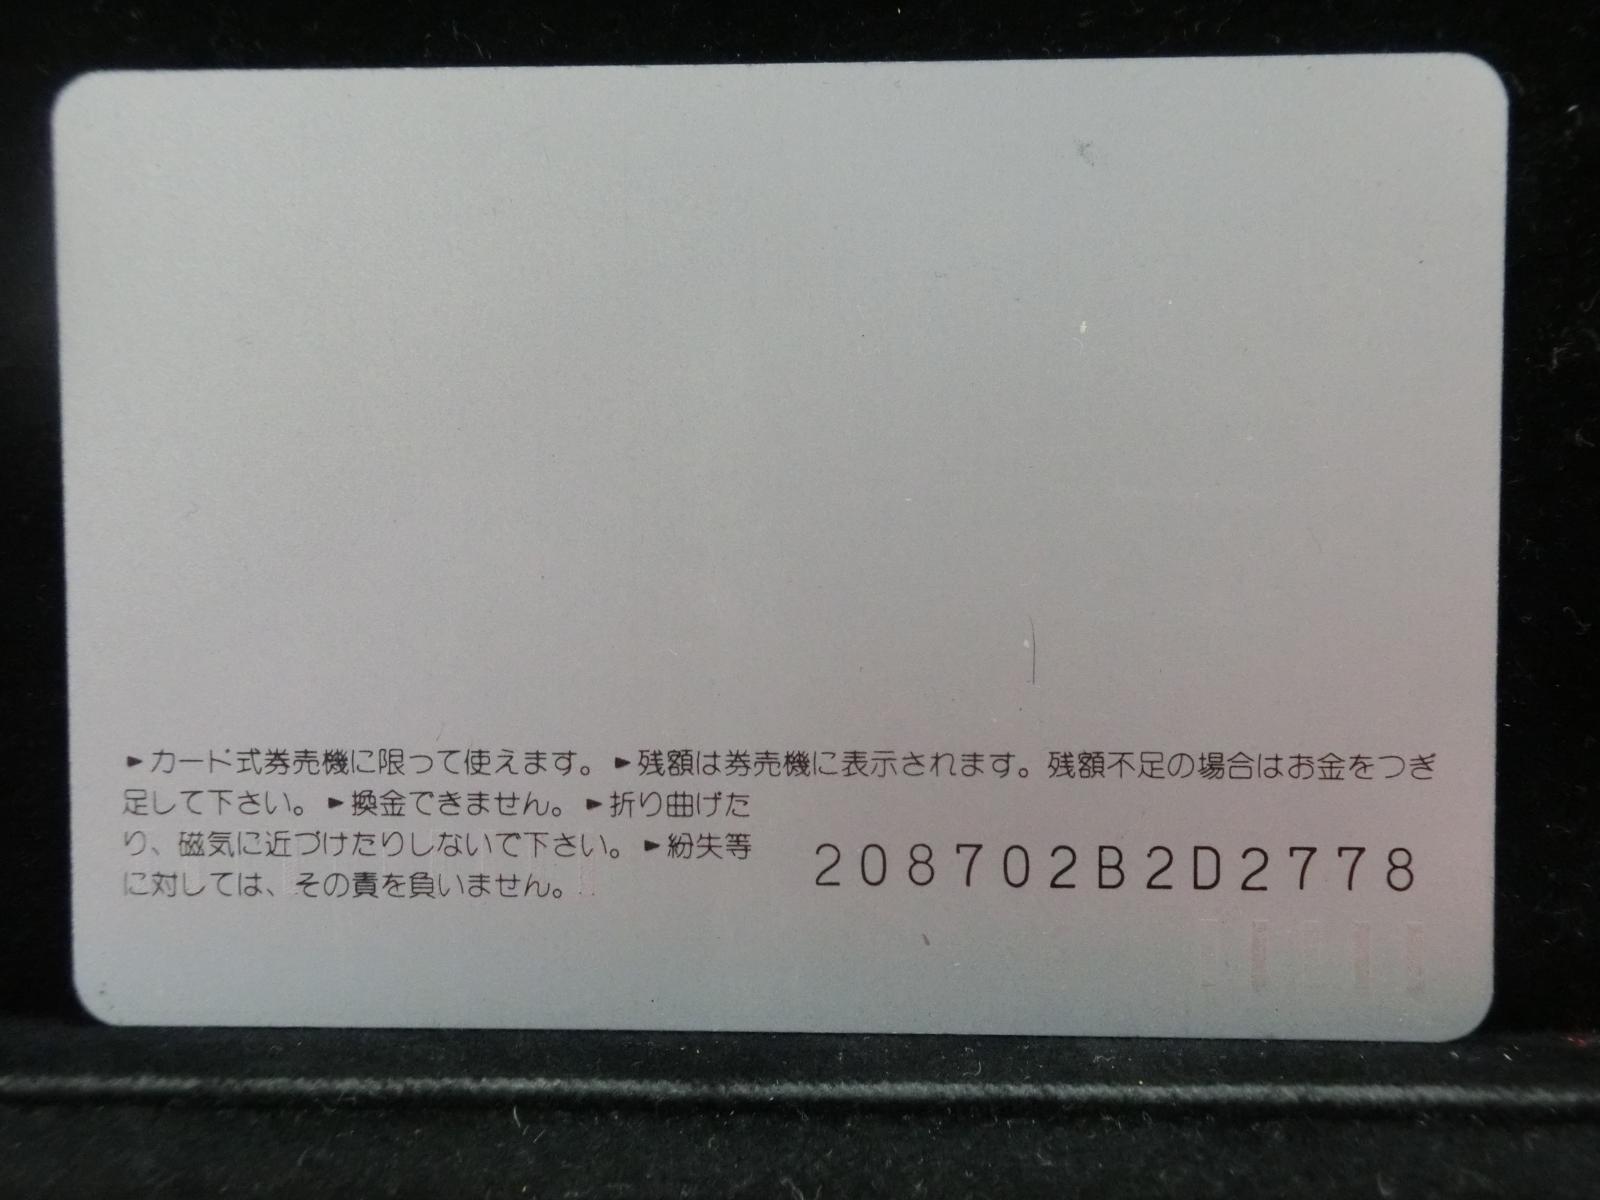 ►カード式券売機に限って使えます。►残額は券売機に表示されます。残額不足の場合はお金をつぎ
足して下さい。►換金できません。►折り曲げた
り、磁気に近づけたりしないで下さい。►紛失等
に対しては、その責を負いません。
208702B2D2778